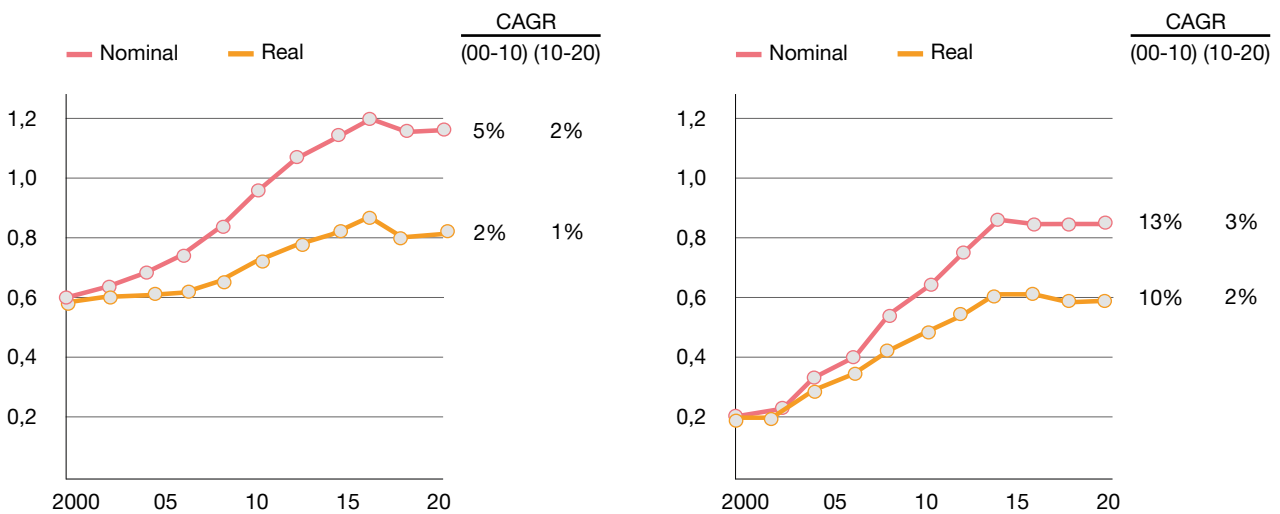 CAGR
Nominal Real (00-10) (10-20)
1,2
5% 2%
1,0
0,8
2% 1%
0,6
0,4
0,2
2000 05 10 15 20
CAGR
Nominal Real (00-10) (10-20)
1,2
1,0
0,8
13% 3%
0,6
10% 2%
0,4
0,2
2000 05 10 15 20